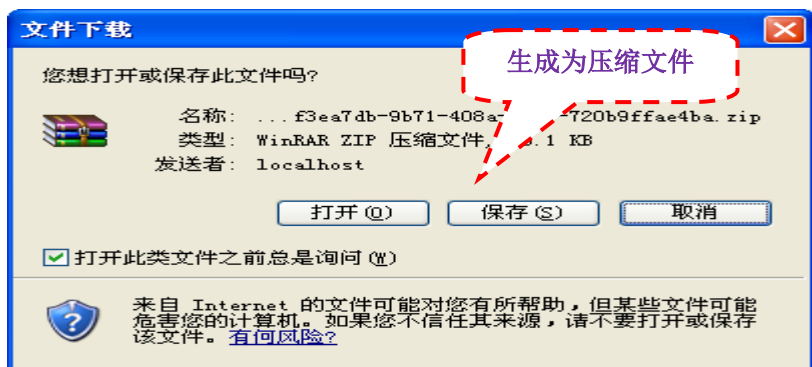 文件下载
生成为压缩文件
您想打开或保存此文件吗?
名称: ...f3ea7db-9b71-408a- -720b9ffae4ba.zip
类型: WinRAR ZIP 压缩文件, .1 KB
发送者: localhost
打开(O) 保存(S) 取消
打开此类文件之前总是询问(W)
来自 Internet 的文件可能对您有所帮助，但某些文件可能
危害您的计算机。如果您不信任其来源，请不要打开或保存
该文件。有何风险?